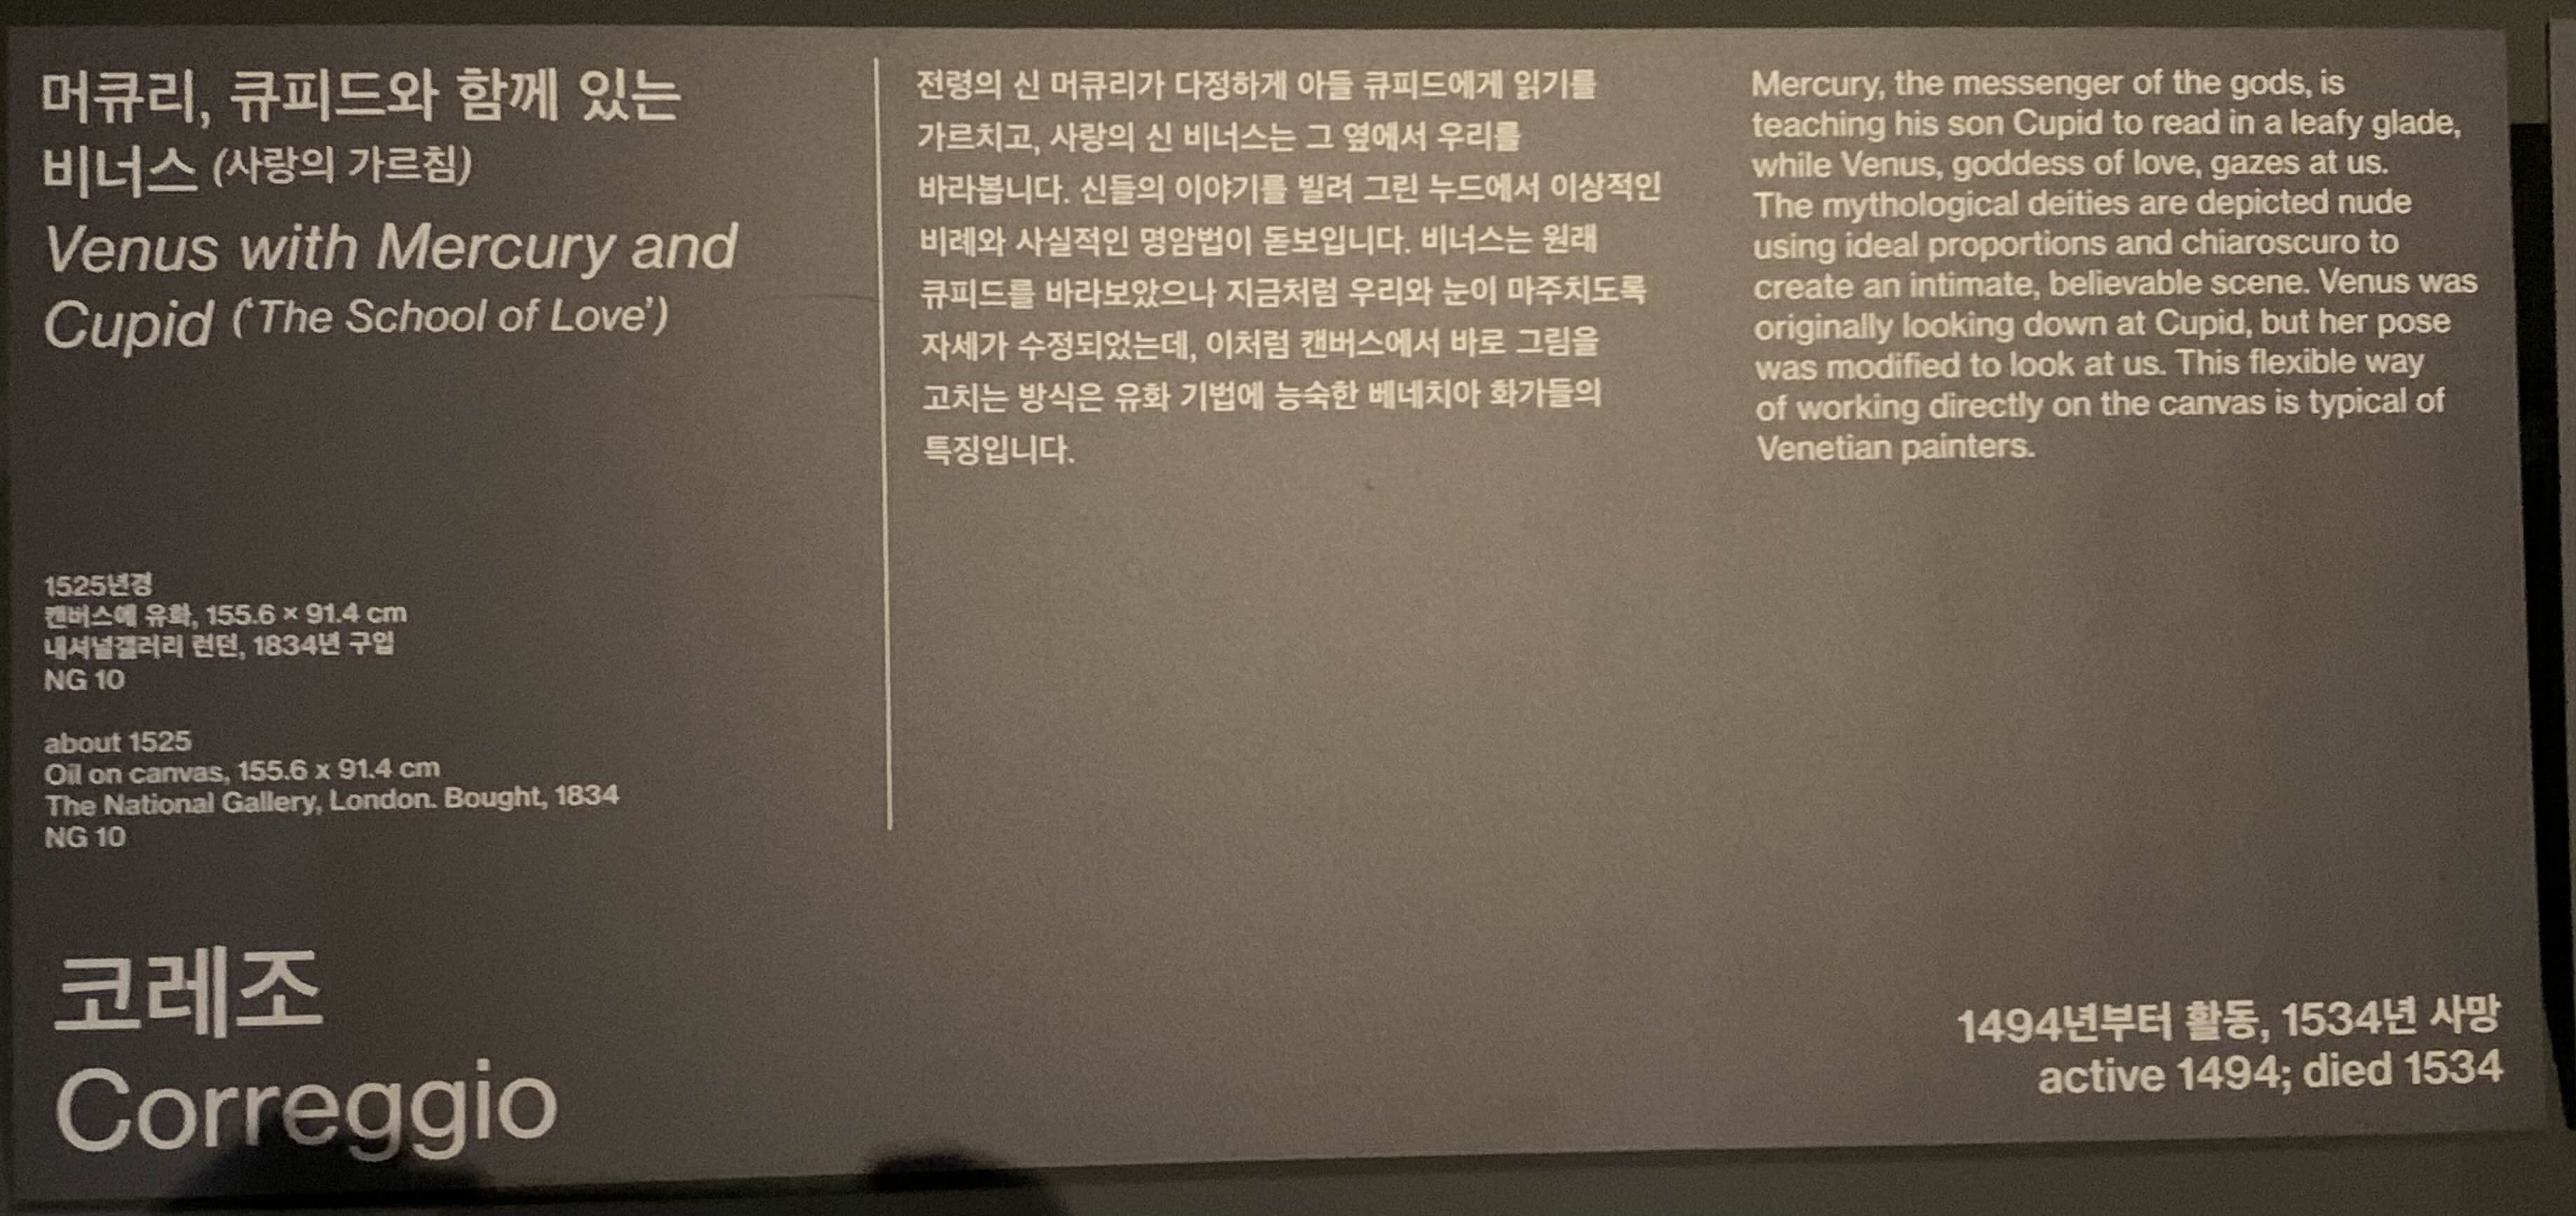 머큐리, 큐피드와 함께 있는
비너스 (사랑의 가르침)
Venus with Mercury and
Cupid (‘The School of Love’)
1525년경
캔버스에 유화, 155.6 × 91.4 cm
내셔널갤러리 런던, 1834년 구입
NG 10
about 1525
Oil on canvas, 155.6 x 91.4 cm
The National Gallery, London. Bought, 1834
NG 10
전령의 신 머큐리가 다정하게 아들 큐피드에게 읽기를
가르치고, 사랑의 신 비너스는 그 옆에서 우리를
바라봅니다. 신들의 이야기를 빌려 그린 누드에서 이상적인
비례와 사실적인 명암법이 돋보입니다. 비너스는 원래
큐피드를 바라보았으나 지금처럼 우리와 눈이 마주치도록
자세가 수정되었는데, 이처럼 캔버스에서 바로 그림을
고치는 방식은 유화 기법에 능숙한 베네치아 화가들의
특징입니다.
Mercury, the messenger of the gods, is
teaching his son Cupid to read in a leafy glade,
while Venus, goddess of love, gazes at us.
The mythological deities are depicted nude
using ideal proportions and chiaroscuro to
create an intimate, believable scene. Venus was
originally looking down at Cupid, but her pose
was modified to look at us. This flexible way
of working directly on the canvas is typical of
Venetian painters.
코레조
Correggio
1494년부터 활동, 1534년 사망
active 1494; died 1534